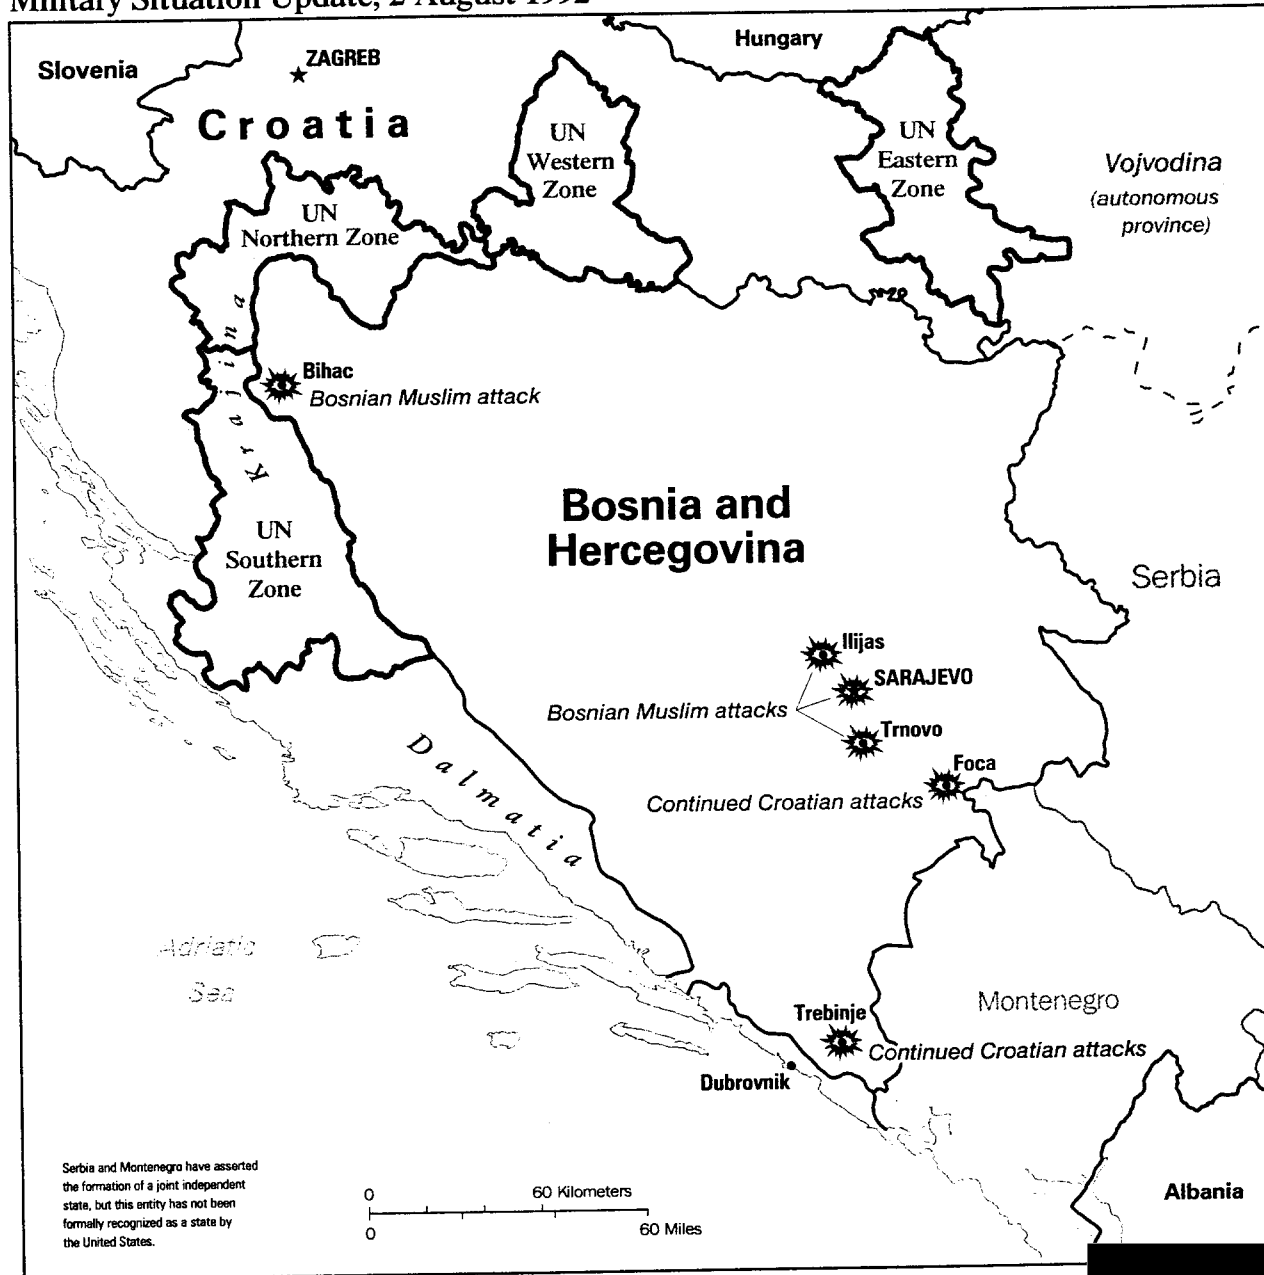 Military Situation Update, 2 August 1992
Hungary
Slovenia
ZAGREB
Croatia
UN
Western
Zone
UN
Eastern
Zone
Vojvodina
(autonomous
province)
UN
Northern Zone
Krajina
Bihac
Bosnian Muslim attack
Bosnia and
Hercegovina
UN
Southern
Zone
Serbia
Ilijas
SARAJEVO
Bosnian Muslim attacks
Trnovo
Foca
Continued Croatian attacks
Dalmatia
Adriatic
Sea
Montenegro
Trebinje
Continued Croatian attacks
Dubrovnik
Albania
Serbia and Montenegro have asserted
the formation of a joint independent
state, but this entity has not been
formally recognized as a state by
the United States.
0 60 Kilometers
0 60 Miles